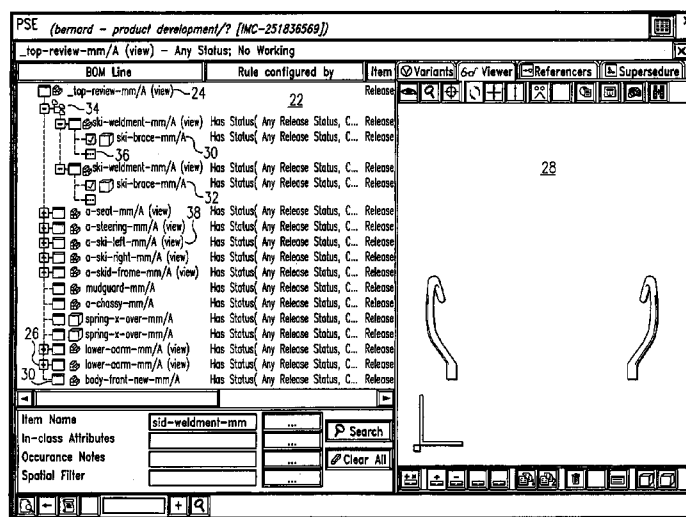 PSE (bernard - product development/? [IMC-251836569])
_top-review-mm/A (view) - Any Status; No Working
BOM Line Rule configured by Item Variants Viewer Referencers Supersedure
_top-review-mm/A (view) 24 Release
22
34
ski-weldment-mm/A (view) Has Status( Any Release Status, C... Release
ski-brace-mm/A Has Status( Any Release Status, C... Release
36 30
ski-weldment-mm/A (view) Has Status( Any Release Status, C... Release
28
ski-brace-mm/A Has Status( Any Release Status, C... Release
32
a-seat-mm/A (view) 38 Has Status( Any Release Status, C... Release
a-steering-mm/A (view) Has Status( Any Release Status, C... Release
a-ski-left-mm/A (view) Has Status( Any Release Status, C... Release
a-ski-right-mm/A (view) Has Status( Any Release Status, C... Release
a-skid-frame-mm/A (view) Has Status( Any Release Status, C... Release
mudguard-mm/A Has Status( Any Release Status, C... Release
a-chassy-mm/A Has Status( Any Release Status, C... Release
spring-x-over-mm/A Has Status( Any Release Status, C... Release
26 spring-x-over-mm/A Has Status( Any Release Status, C... Release
lower-aarm-mm/A (view) Has Status( Any Release Status, C... Release
lower-aarm-mm/A (view) Has Status( Any Release Status, C... Release
30 body-front-new-mm/A Has Status( Any Release Status, C... Release
Item Name sid-weldment-mm ...
In-class Attributes ... Search
Occurance Notes ... Clear All
Spatial Filter ...